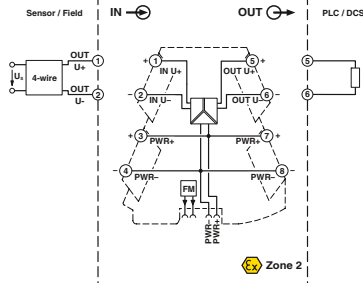 Sensor / Field
IN
OUT
PLC / DCS
OUT
U+
1
+ 1
IN U+
5 +
OUT U+
5
Us
4-wire
OUT
U-
2
– 2
IN U–
6 –
OUT U–
6
+ 3
PWR+
7 +
PWR+
– 4
PWR–
8 –
PWR–
FM
PWR–
PWR+
Ex Zone 2